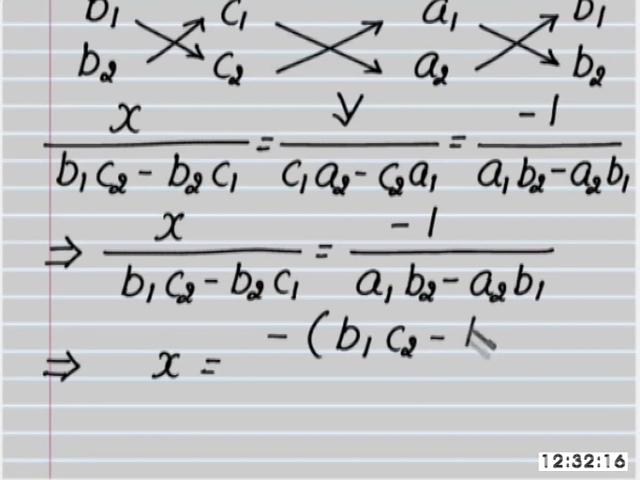 b₁ c₁ a₁ b₁
b₂ c₂ a₂ b₂
x/(b₁c₂ - b₂c₁) = y/(c₁a₂ - c₂a₁) = -1/(a₁b₂ - a₂b₁)
⇒ x/(b₁c₂ - b₂c₁) = -1/(a₁b₂ - a₂b₁)
⇒ x = -(b₁c₂ -
12:32:16